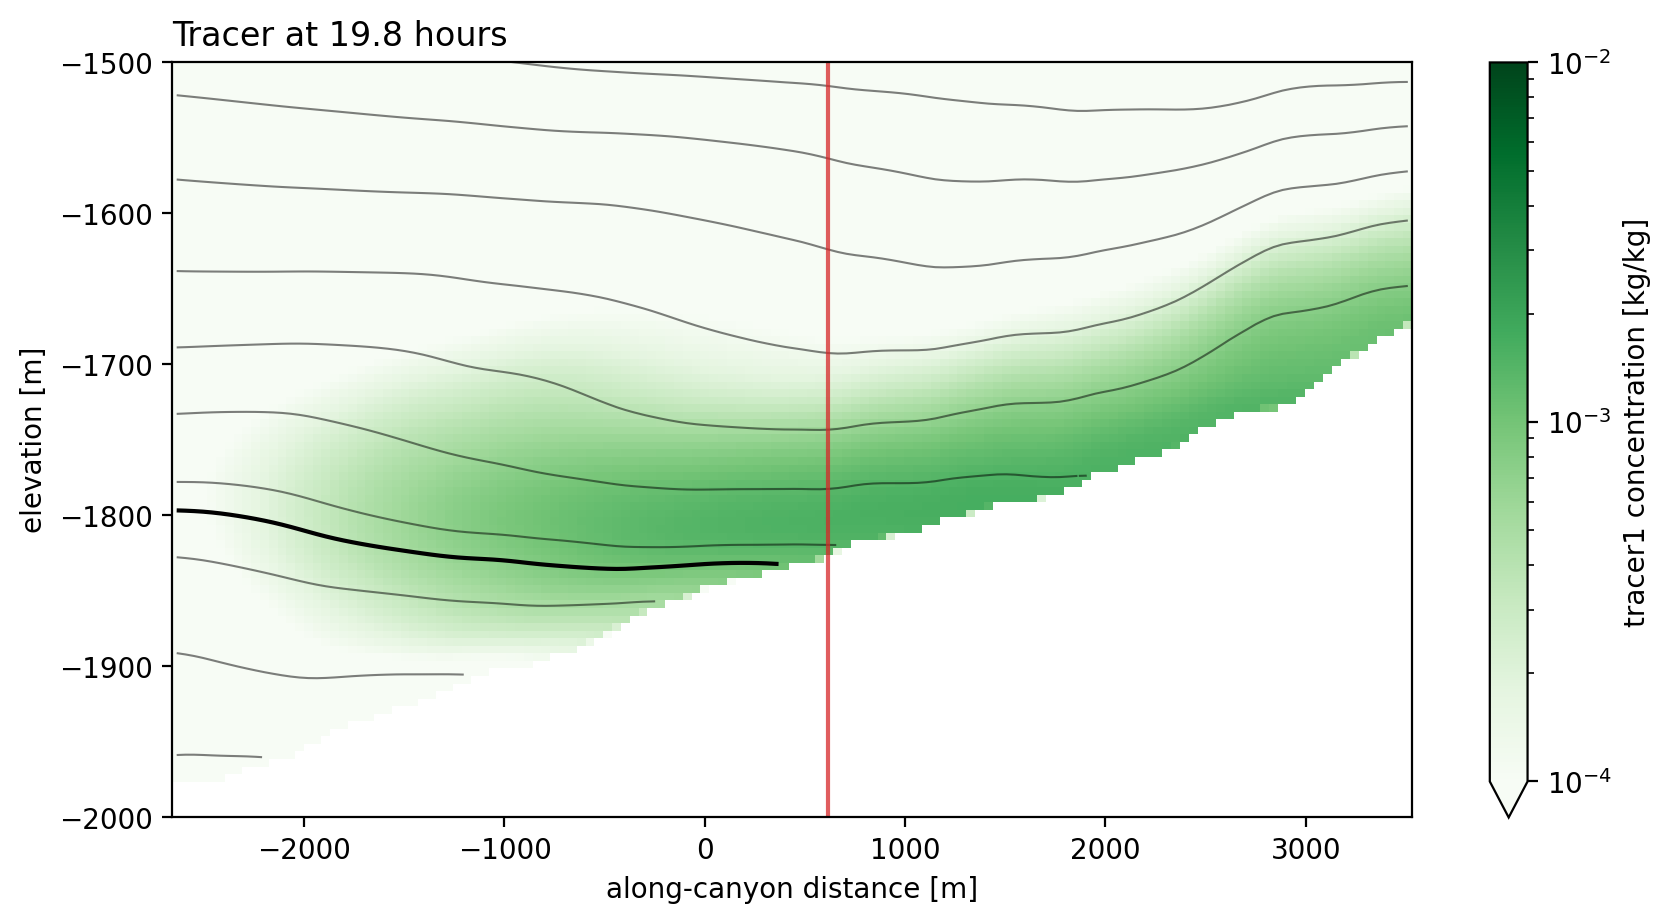 Tracer at 19.8 hours
−1500
−1600
−1700
−1800
−1900
−2000
elevation [m]
−2000 −1000 0 1000 2000 3000
along-canyon distance [m]
10⁻²
10⁻³
10⁻⁴
tracer1 concentration [kg/kg]